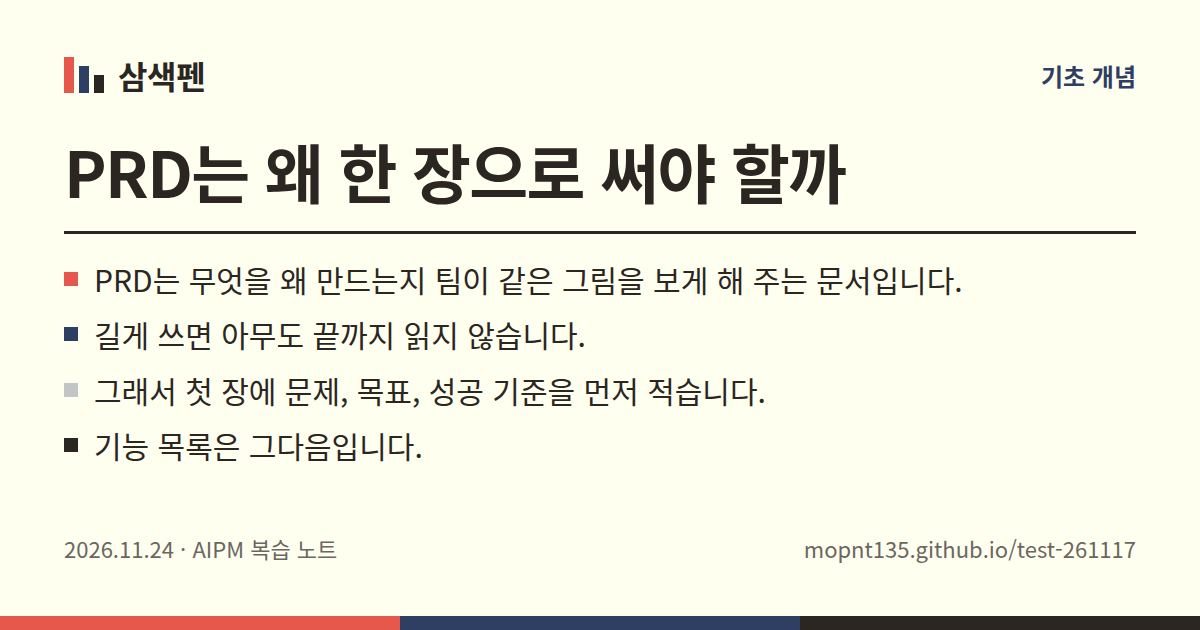 삼색펜
기초 개념
PRD는 왜 한 장으로 써야 할까
PRD는 무엇을 왜 만드는지 팀이 같은 그림을 보게 해 주는 문서입니다.
길게 쓰면 아무도 끝까지 읽지 않습니다.
그래서 첫 장에 문제, 목표, 성공 기준을 먼저 적습니다.
기능 목록은 그다음입니다.
2026.11.24 · AIPM 복습 노트
mopnt135.github.io/test-261117